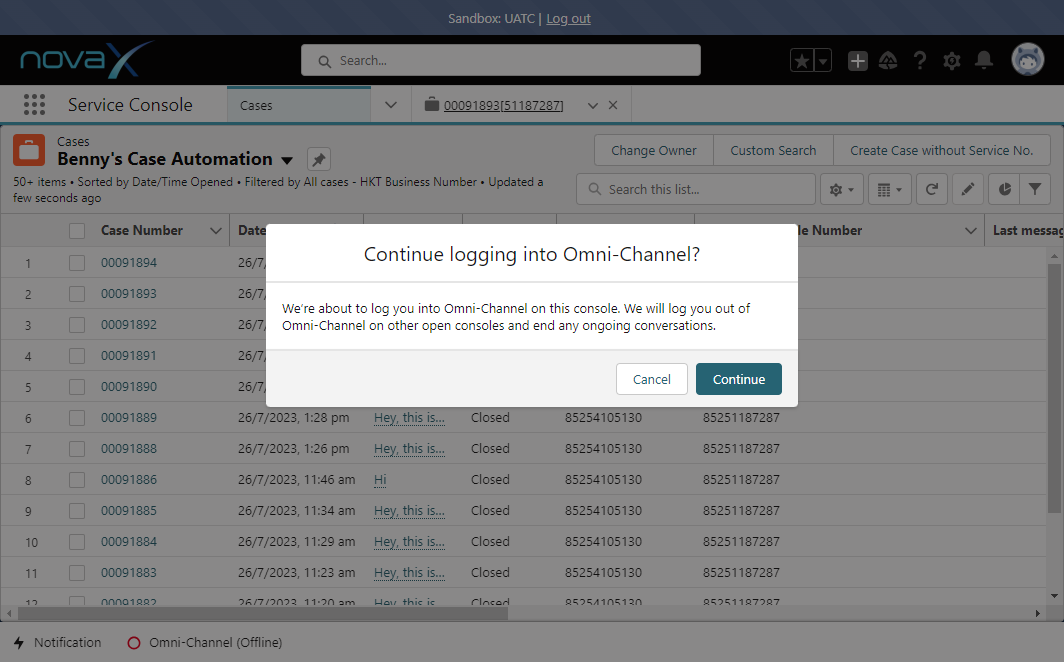 Sandbox: UATC | Log out
novaX
Search...
Service Console
Cases
00091893[51187287]
Cases
Benny's Case Automation
50+ items • Sorted by Date/Time Opened • Filtered by All cases - HKT Business Number • Updated a
few seconds ago
Change Owner
Custom Search
Create Case without Service No.
Search this list...
Case Number
Date
le Number
Last messag
Continue logging into Omni-Channel?
We're about to log you into Omni-Channel on this console. We will log you out of
Omni-Channel on other open consoles and end any ongoing conversations.
Cancel
Continue
1 00091894 26/7/
2 00091893 26/7/
3 00091892 26/7/
4 00091891 26/7/
5 00091890 26/7/
6 00091889 26/7/2023, 1:28 pm Hey, this is... Closed 85254105130 85251187287
7 00091888 26/7/2023, 1:26 pm Hey, this is... Closed 85254105130 85251187287
8 00091886 26/7/2023, 11:46 am Hi Closed 85254105130 85251187287
9 00091885 26/7/2023, 11:34 am Hey, this is... Closed 85254105130 85251187287
10 00091884 26/7/2023, 11:29 am Hey, this is... Closed 85254105130 85251187287
11 00091883 26/7/2023, 11:23 am Hey, this is... Closed 85254105130 85251187287
12 00091882 26/7/2023, 11:20 am Hey, this is... Closed 85254105130 85251187287
Notification
Omni-Channel (Offline)